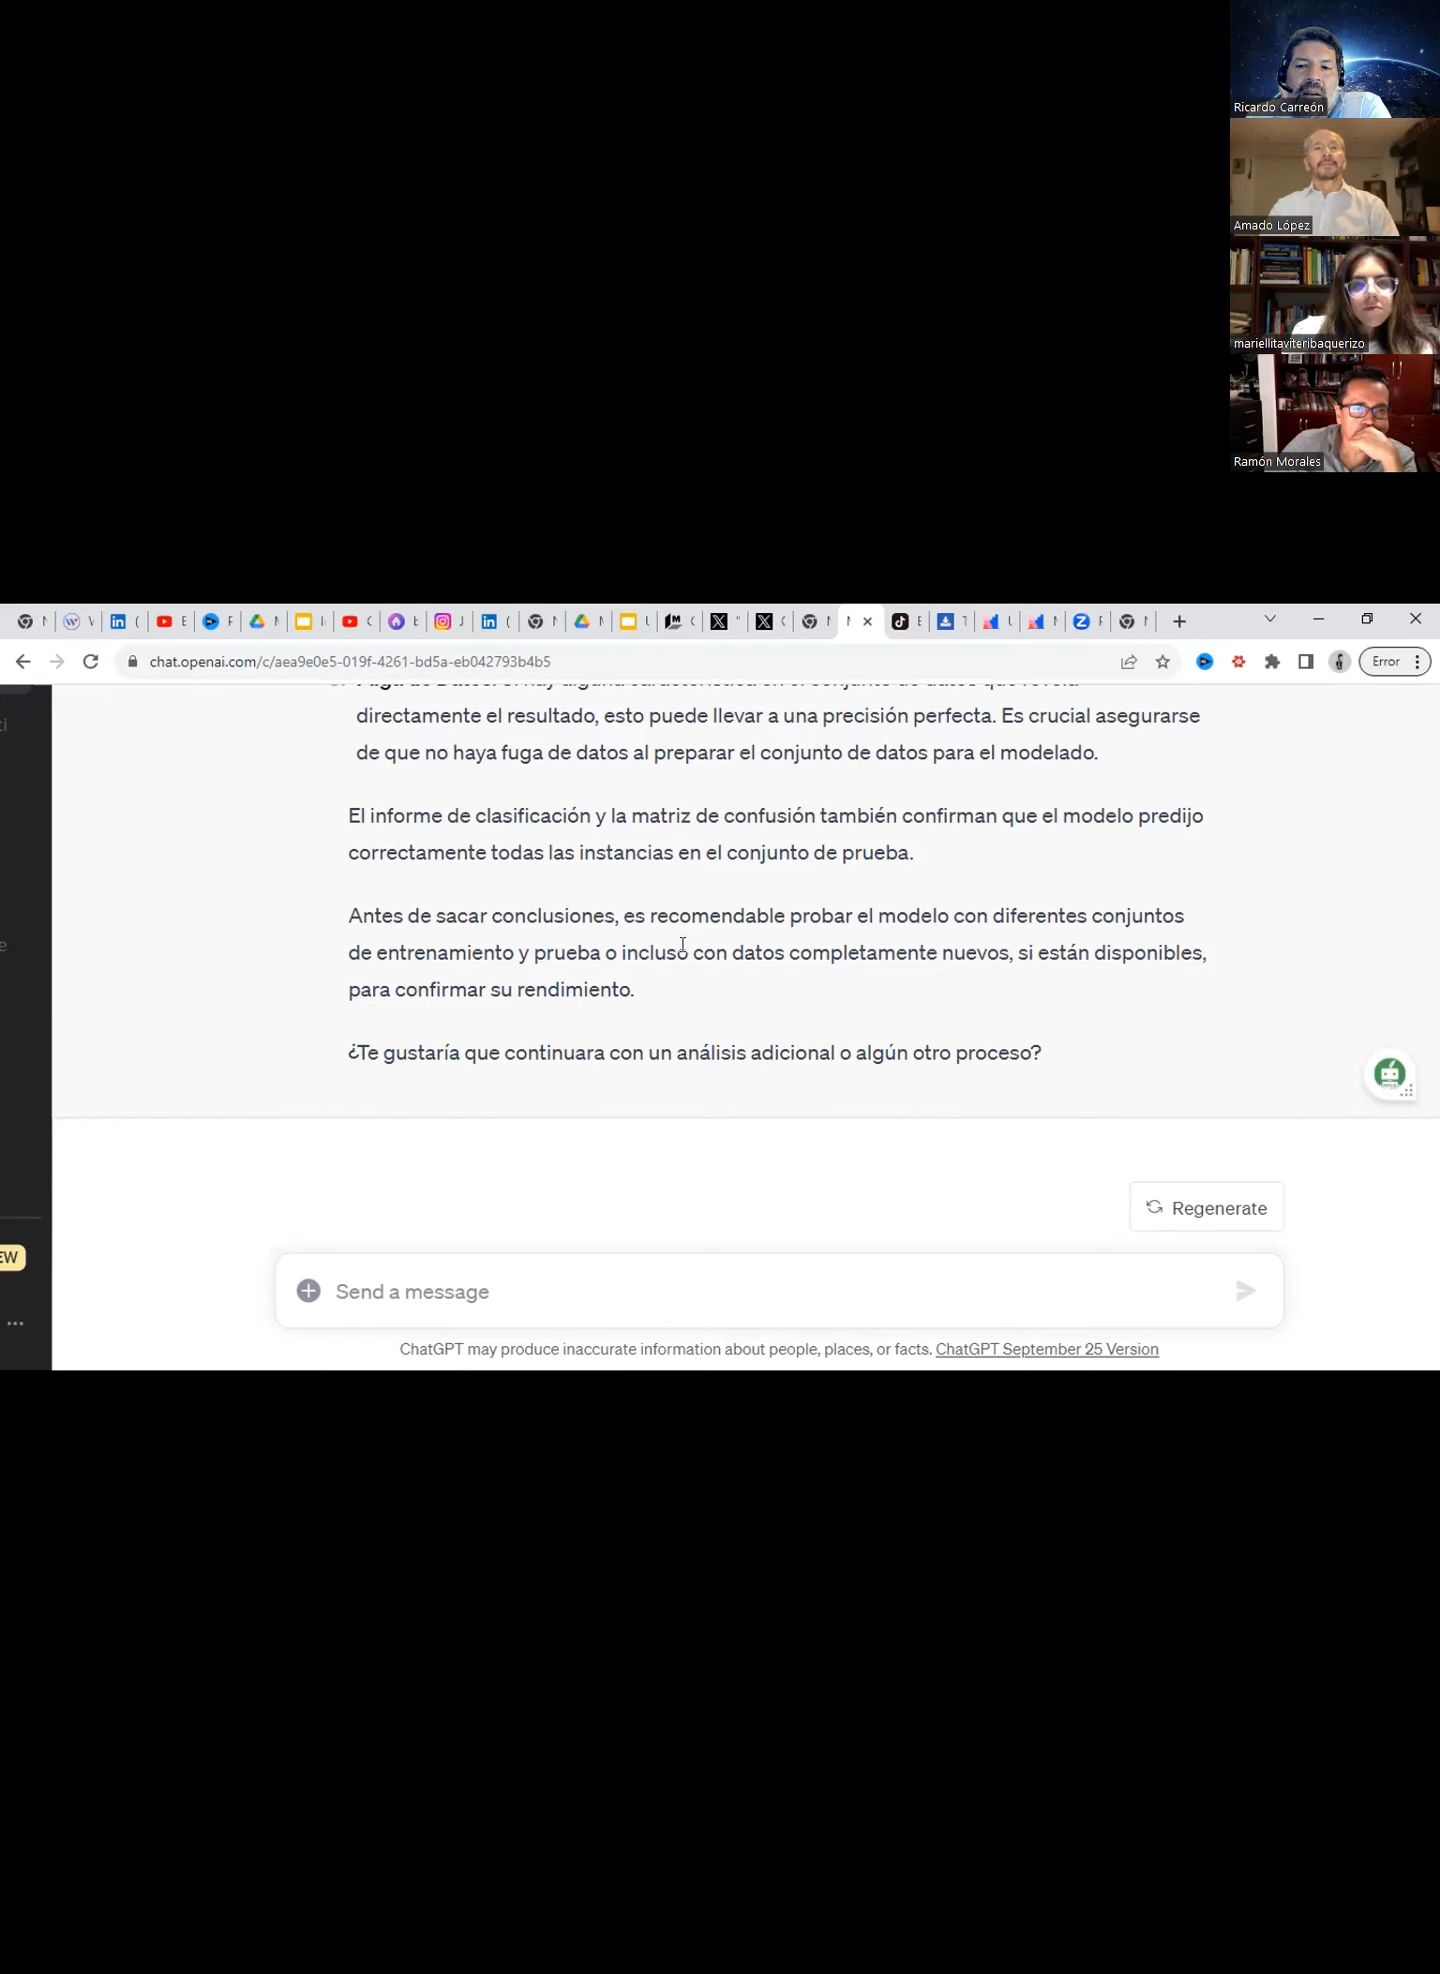 Ricardo Carreón
Amado López
mariellitaviteribaquerizo
Ramón Morales
chat.openai.com/c/aea9e0e5-019f-4261-bd5a-eb042793b4b5
Error
directamente el resultado, esto puede llevar a una precisión perfecta. Es crucial asegurarse
de que no haya fuga de datos al preparar el conjunto de datos para el modelado.
El informe de clasificación y la matriz de confusión también confirman que el modelo predijo
correctamente todas las instancias en el conjunto de prueba.
Antes de sacar conclusiones, es recomendable probar el modelo con diferentes conjuntos
de entrenamiento y prueba o incluso con datos completamente nuevos, si están disponibles,
para confirmar su rendimiento.
¿Te gustaría que continuara con un análisis adicional o algún otro proceso?
Regenerate
EW
Send a message
ChatGPT may produce inaccurate information about people, places, or facts. ChatGPT September 25 Version